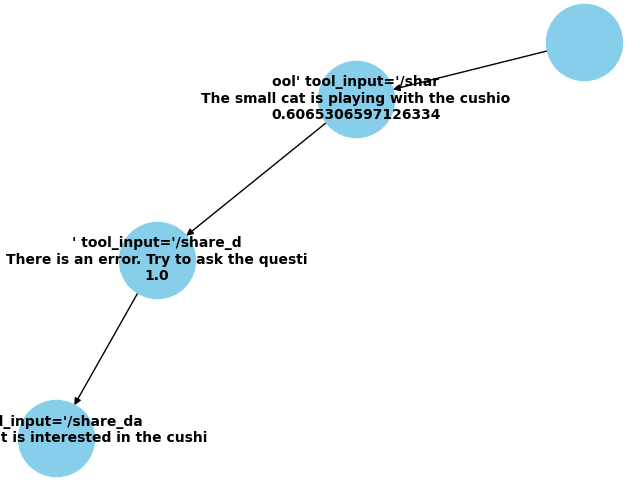 ool' tool_input='/shar
The small cat is playing with the cushio
0.6065306597126334
' tool_input='/share_d
There is an error. Try to ask the questi
1.0
l_input='/share_da
t is interested in the cushi